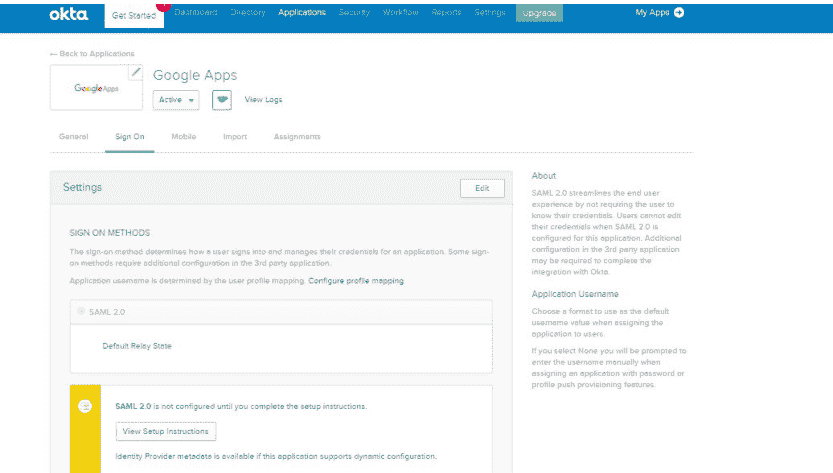 okta
Get Started Dashboard Directory Applications Security Workflow Reports Settings Upgrade My Apps
← Back to Applications
Google Apps
Google Apps
Active View Logs
General Sign On Mobile Import Assignments
Settings
Edit
SIGN ON METHODS
The sign-on method determines how a user signs into and manages their credentials for an application. Some sign-
on methods require additional configuration in the 3rd party application.
Application username is determined by the user profile mapping. Configure profile mapping
SAML 2.0
Default Relay State
SAML 2.0 is not configured until you complete the setup instructions.
View Setup Instructions
Identity Provider metadata is available if this application supports dynamic configuration.
About
SAML 2.0 streamlines the end user
experience by not requiring the user to
know their credentials. Users cannot edit
their credentials when SAML 2.0 is
configured for this application. Additional
configuration in the 3rd party application
may be required to complete the
integration with Okta.
Application Username
Choose a format to use as the default
username value when assigning the
application to users.
If you select None you will be prompted to
enter the username manually when
assigning an application with password or
profile push provisioning features.